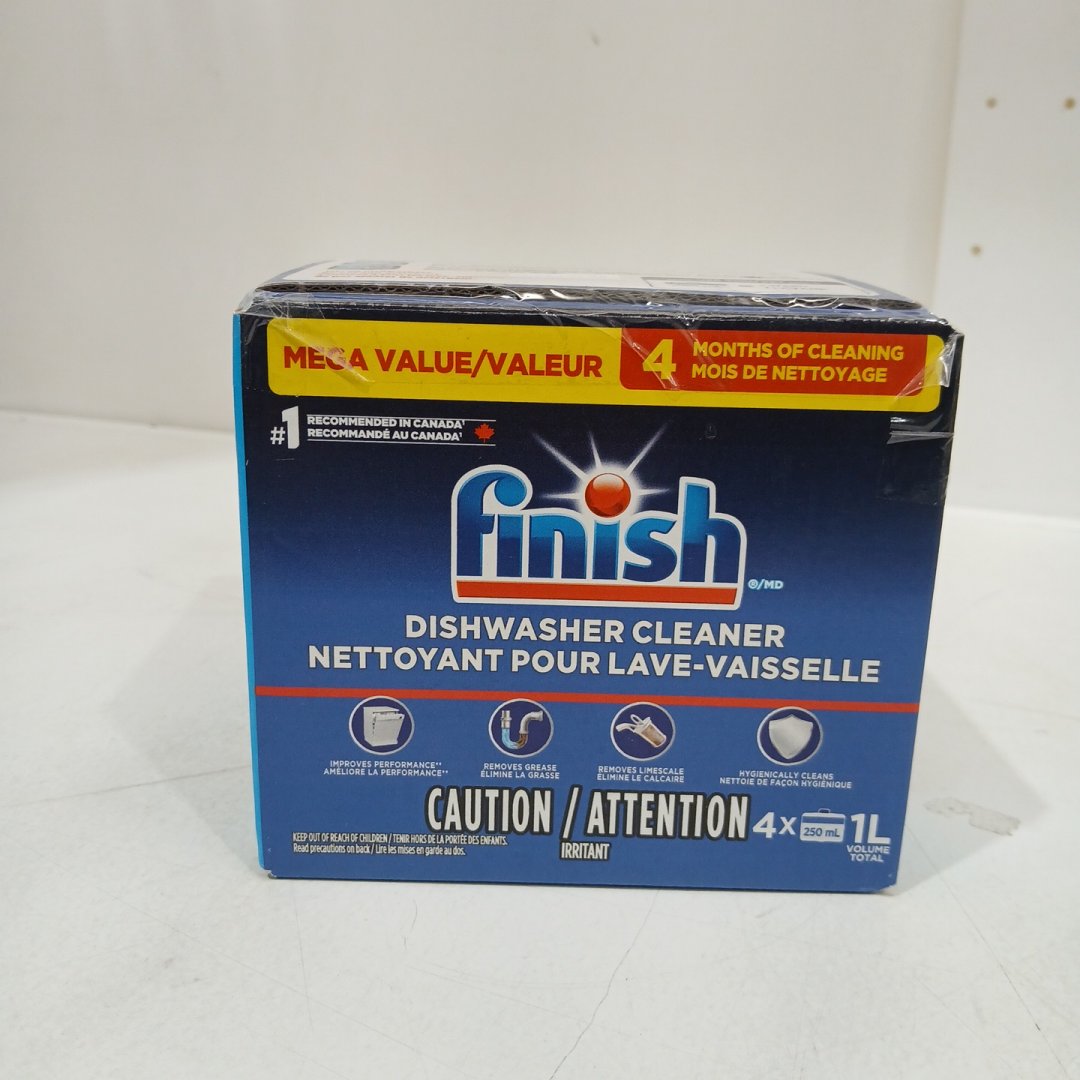 MEGA VALUE/VALEUR
4 MONTHS OF CLEANING
MOIS DE NETTOYAGE
#1 RECOMMENDED IN CANADA¹
RECOMMANDÉ AU CANADA¹
finish
®/MD
DISHWASHER CLEANER
NETTOYANT POUR LAVE-VAISSELLE
IMPROVES PERFORMANCE**
AMÉLIORE LA PERFORMANCE**
REMOVES GREASE
ÉLIMINE LA GRASSE
REMOVES LIMESCALE
ÉLIMINE LE CALCAIRE
HYGIENICALLY CLEANS
NETTOIE DE FAÇON HYGIÉNIQUE
CAUTION / ATTENTION
IRRITANT
KEEP OUT OF REACH OF CHILDREN / TENIR HORS DE LA PORTÉE DES ENFANTS.
Read precautions on back / Lire les mises en garde au dos.
4X 250 mL 1L
VOLUME
TOTAL